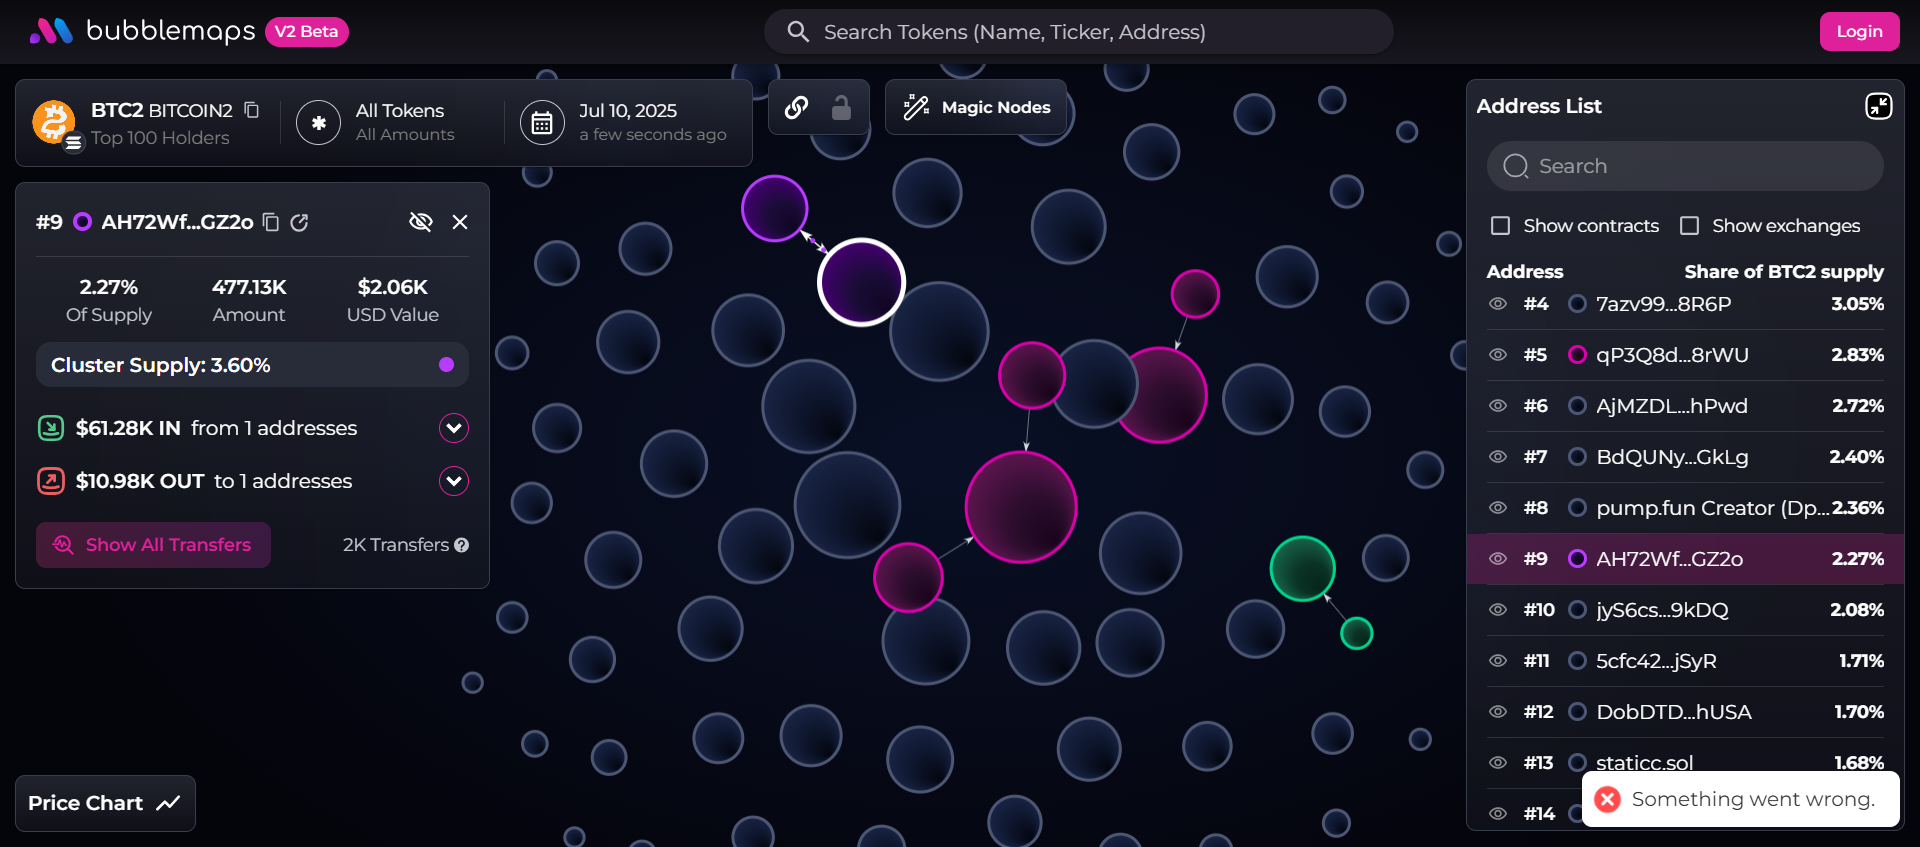 bubblemaps V2 Beta
Search Tokens (Name, Ticker, Address)
Login
BTC2 BITCOIN2
Top 100 Holders
All Tokens
All Amounts
Jul 10, 2025
a few seconds ago
Magic Nodes
#9 AH72Wf...GZ2o
2.27% 477.13K $2.06K
Of Supply Amount USD Value
Cluster Supply: 3.60%
$61.28K IN from 1 addresses
$10.98K OUT to 1 addresses
Show All Transfers 2K Transfers
Price Chart
Address List
Search
Show contracts Show exchanges
Address Share of BTC2 supply
#4 7azv99...8R6P 3.05%
#5 qP3Q8d...8rWU 2.83%
#6 AjMZDL...hPwd 2.72%
#7 BdQUNy...GkLg 2.40%
#8 pump.fun Creator (Dp... 2.36%
#9 AH72Wf...GZ2o 2.27%
#10 jyS6cs...9kDQ 2.08%
#11 5cfc42...jSyR 1.71%
#12 DobDTD...hUSA 1.70%
#13 staticc.sol 1.68%
#14
Something went wrong.